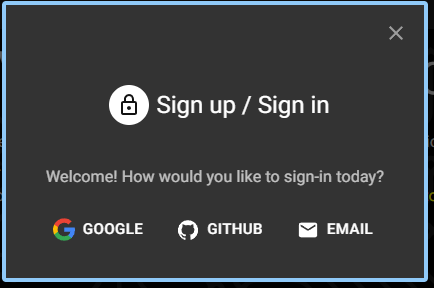 Sign up / Sign in
Welcome! How would you like to sign-in today?
GOOGLE GITHUB EMAIL